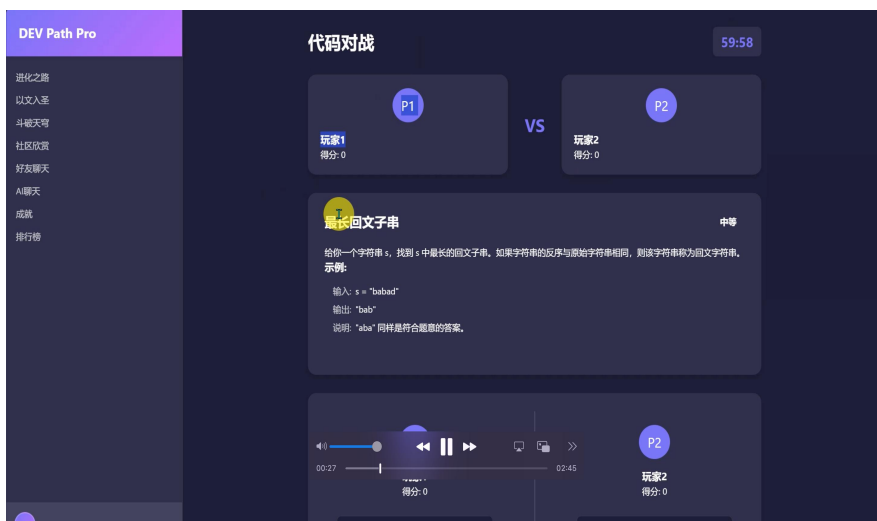 DEV Path Pro
进化之路
以文入圣
斗破天穹
社区欣赏
好友聊天
AI聊天
成就
排行榜
代码对战
59:58
P1
玩家1
得分: 0
VS
P2
玩家2
得分: 0
最长回文子串
中等
给你一个字符串 s，找到 s 中最长的回文子串。如果字符串的反序与原始字符串相同，则该字符串称为回文字符串。
示例:
输入: s = "babad"
输出: "bab"
说明: "aba" 同样是符合题意的答案。
00:27
02:45
得分: 0
P2
玩家2
得分: 0